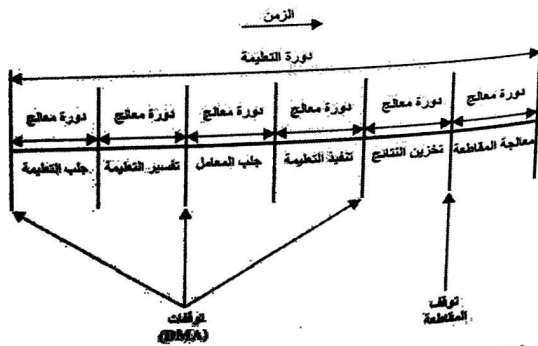 الزمن
دورة التعليمة
دورة معالج
دورة معالج
دورة معالج
دورة معالج
دورة معالج
دورة معالج
جلب التعليمة
تفسير التعليمة
جلب المعامل
تنفيذ التعليمة
تخزين النتائج
معالجة المقاطعة
توقفات
(DMA)
توقف
المقاطعة